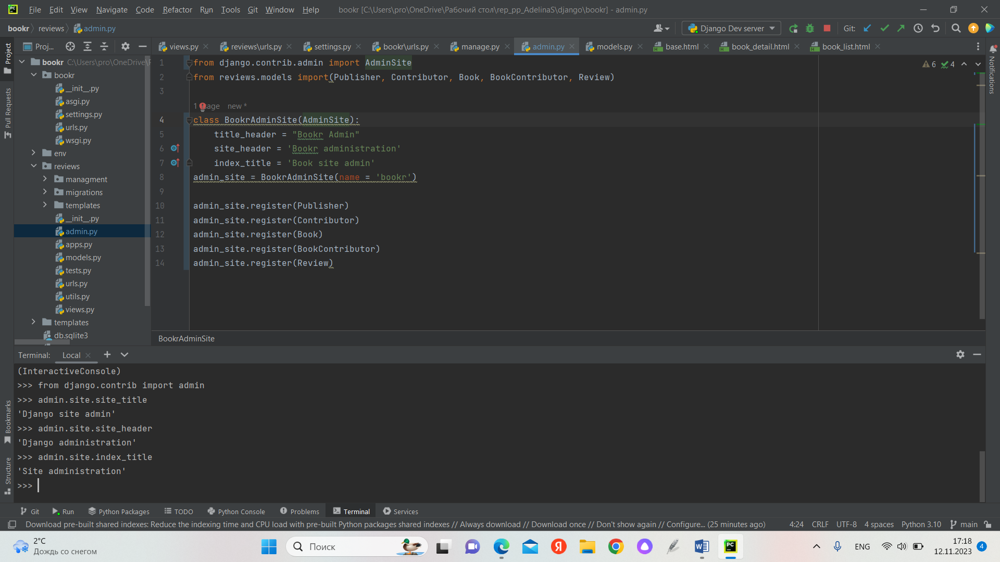 File Edit View Navigate Code Refactor Run Tools Git Window Help bookr [C:\Users\pro\OneDrive\Рабочий стол\rep_pp_AdelinaS\django\bookr] - admin.py
bookr reviews admin.py
Django Dev server Git:
Project
Pull Requests
Bookmarks
Structure
Notifications
Proj...
views.py reviews\urls.py settings.py bookr\urls.py manage.py admin.py models.py base.html book_detail.html book_list.html
bookr C:\Users\pro\OneDrive\
bookr
__init__.py
asgi.py
settings.py
urls.py
wsgi.py
env
reviews
managment
migrations
templates
__init__.py
admin.py
apps.py
models.py
tests.py
urls.py
utils.py
views.py
templates
db.sqlite3
6 4
1 from django.contrib.admin import AdminSite
2 from reviews.models import(Publisher, Contributor, Book, BookContributor, Review)
3
1 usage new *
4 class BookrAdminSite(AdminSite):
5 title_header = "Bookr Admin"
6 site_header = 'Bookr administration'
7 index_title = 'Book site admin'
8 admin_site = BookrAdminSite(name = 'bookr')
9
10 admin_site.register(Publisher)
11 admin_site.register(Contributor)
12 admin_site.register(Book)
13 admin_site.register(BookContributor)
14 admin_site.register(Review)
BookrAdminSite
Terminal: Local
(InteractiveConsole)
>>> from django.contrib import admin
>>> admin.site.site_title
'Django site admin'
>>> admin.site.site_header
'Django administration'
>>> admin.site.index_title
'Site administration'
>>>
Git Run Python Packages TODO Python Console Problems Terminal Services
Download pre-built shared indexes: Reduce the indexing time and CPU load with pre-built Python packages shared indexes // Always download // Download once // Don't show again // Configure... (25 minutes ago) 4:24 CRLF UTF-8 4 spaces Python 3.10 main
2°C
Дождь со снегом
Поиск
ENG
17:18
12.11.2023
4